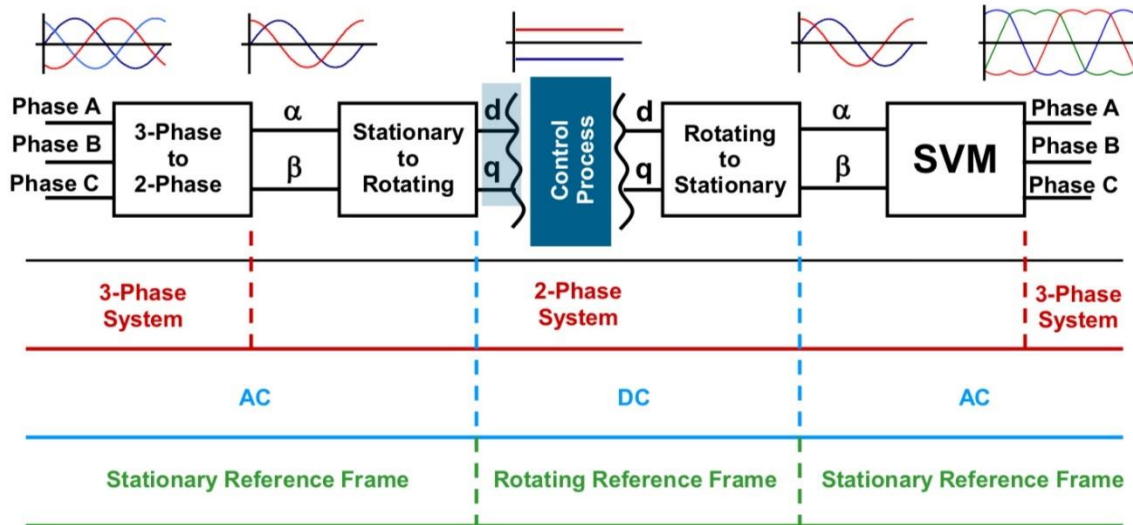 Phase A
Phase B
Phase C
3-Phase
to
2-Phase
α
β
Stationary
to
Rotating
d
q
Control
Process
d
q
Rotating
to
Stationary
α
β
SVM
Phase A
Phase B
Phase C
3-Phase
System
2-Phase
System
3-Phase
System
AC
DC
AC
Stationary Reference Frame
Rotating Reference Frame
Stationary Reference Frame